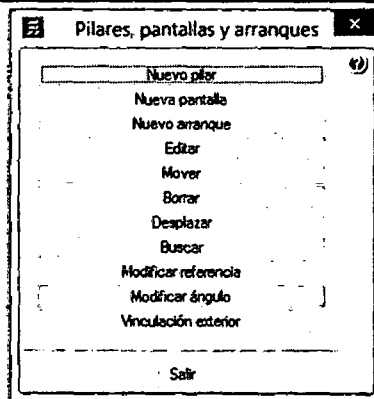 Pilares, pantallas y arranques
Nuevo pilar
Nueva pantalla
Nuevo arranque
Editar
Mover
Borrar
Desplazar
Buscar
Modificar referencia
Modificar ángulo
Vinculación exterior
Salir